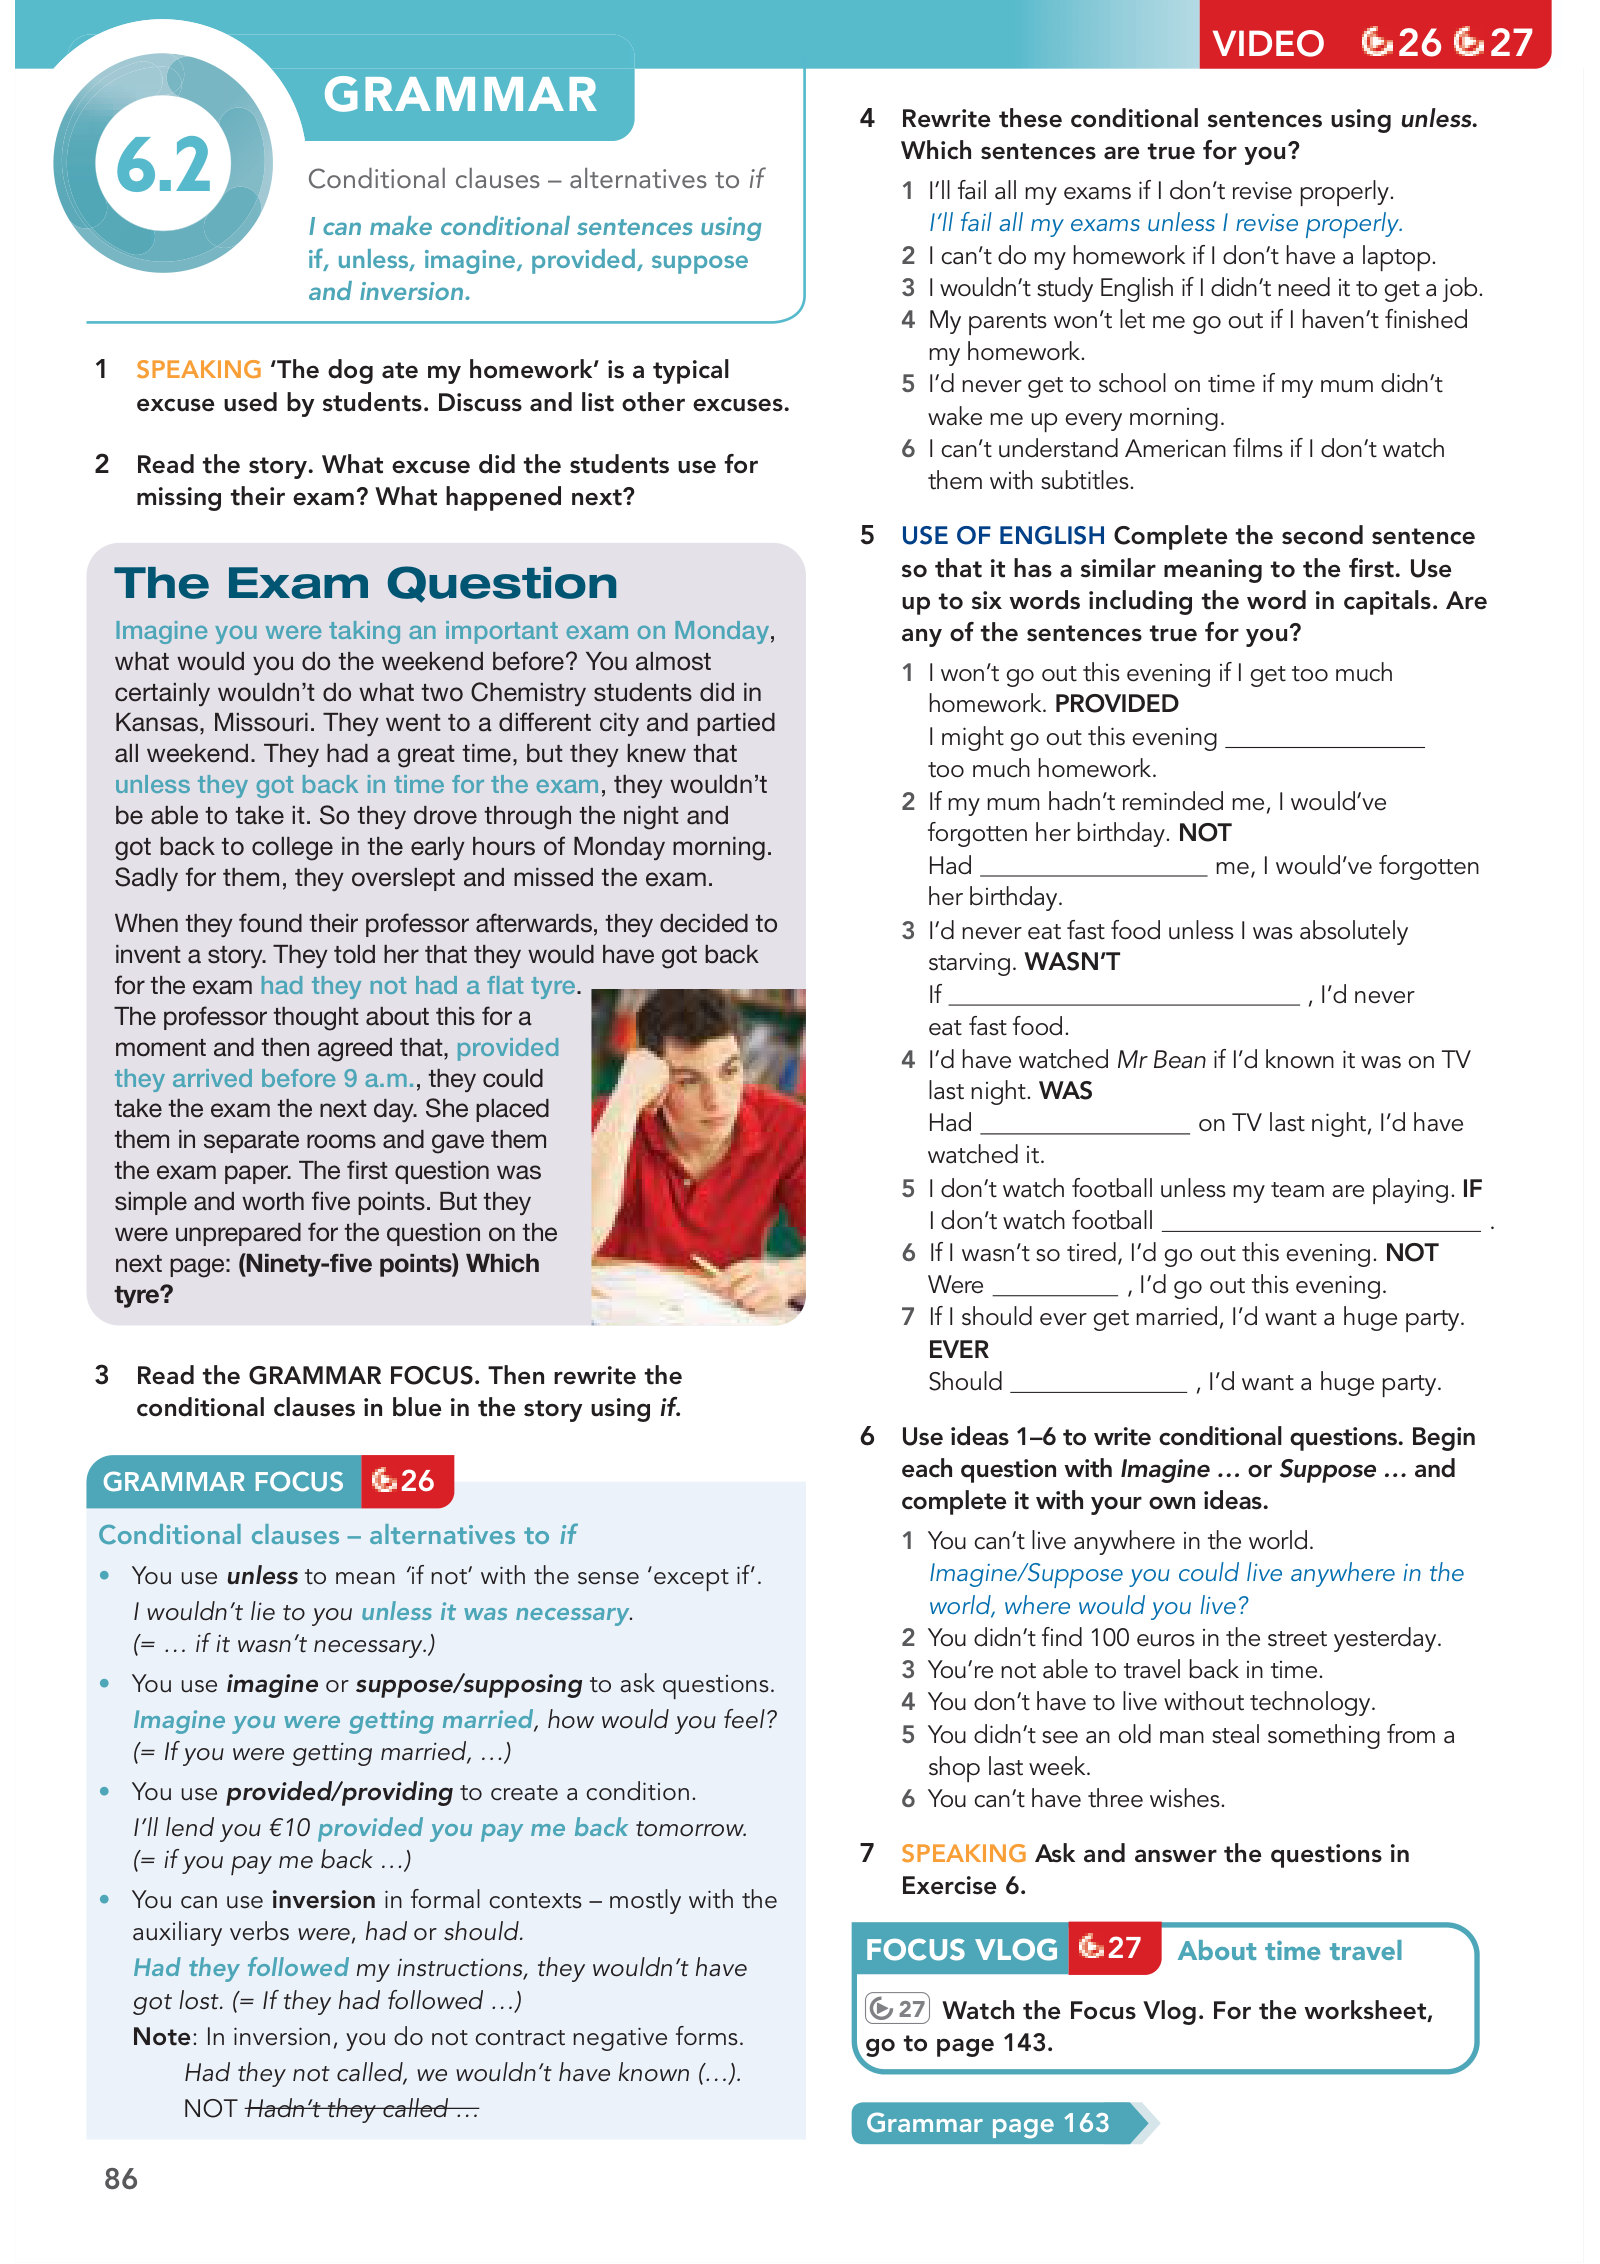 VIDEO 26 27
GRAMMAR
6.2
Conditional clauses – alternatives to if
I can make conditional sentences using
if, unless, imagine, provided, suppose
and inversion.
1 SPEAKING ‘The dog ate my homework’ is a typical
excuse used by students. Discuss and list other excuses.
2 Read the story. What excuse did the students use for
missing their exam? What happened next?
The Exam Question
Imagine you were taking an important exam on Monday,
what would you do the weekend before? You almost
certainly wouldn’t do what two Chemistry students did in
Kansas, Missouri. They went to a different city and partied
all weekend. They had a great time, but they knew that
unless they got back in time for the exam, they wouldn’t
be able to take it. So they drove through the night and
got back to college in the early hours of Monday morning.
Sadly for them, they overslept and missed the exam.
When they found their professor afterwards, they decided to
invent a story. They told her that they would have got back
for the exam had they not had a flat tyre.
The professor thought about this for a
moment and then agreed that, provided
they arrived before 9 a.m., they could
take the exam the next day. She placed
them in separate rooms and gave them
the exam paper. The first question was
simple and worth five points. But they
were unprepared for the question on the
next page: (Ninety-five points) Which
tyre?
3 Read the GRAMMAR FOCUS. Then rewrite the
conditional clauses in blue in the story using if.
GRAMMAR FOCUS 26
Conditional clauses – alternatives to if
• You use unless to mean ‘if not’ with the sense ‘except if’.
I wouldn’t lie to you unless it was necessary.
(= … if it wasn’t necessary.)
• You use imagine or suppose/supposing to ask questions.
Imagine you were getting married, how would you feel?
(= If you were getting married, …)
• You use provided/providing to create a condition.
I’ll lend you €10 provided you pay me back tomorrow.
(= if you pay me back …)
• You can use inversion in formal contexts – mostly with the
auxiliary verbs were, had or should.
Had they followed my instructions, they wouldn’t have
got lost. (= If they had followed …)
Note: In inversion, you do not contract negative forms.
Had they not called, we wouldn’t have known (…).
NOT Hadn’t they called …
86
4 Rewrite these conditional sentences using unless.
Which sentences are true for you?
1 I’ll fail all my exams if I don’t revise properly.
I’ll fail all my exams unless I revise properly.
2 I can’t do my homework if I don’t have a laptop.
3 I wouldn’t study English if I didn’t need it to get a job.
4 My parents won’t let me go out if I haven’t finished
my homework.
5 I’d never get to school on time if my mum didn’t
wake me up every morning.
6 I can’t understand American films if I don’t watch
them with subtitles.
5 USE OF ENGLISH Complete the second sentence
so that it has a similar meaning to the first. Use
up to six words including the word in capitals. Are
any of the sentences true for you?
1 I won’t go out this evening if I get too much
homework. PROVIDED
I might go out this evening ________________
too much homework.
2 If my mum hadn’t reminded me, I would’ve
forgotten her birthday. NOT
Had __________________ me, I would’ve forgotten
her birthday.
3 I’d never eat fast food unless I was absolutely
starving. WASN’T
If ____________________________ , I’d never
eat fast food.
4 I’d have watched Mr Bean if I’d known it was on TV
last night. WAS
Had _________________ on TV last night, I’d have
watched it.
5 I don’t watch football unless my team are playing. IF
I don’t watch football __________________________ .
6 If I wasn’t so tired, I’d go out this evening. NOT
Were __________ , I’d go out this evening.
7 If I should ever get married, I’d want a huge party.
EVER
Should ______________ , I’d want a huge party.
6 Use ideas 1–6 to write conditional questions. Begin
each question with Imagine … or Suppose … and
complete it with your own ideas.
1 You can’t live anywhere in the world.
Imagine/Suppose you could live anywhere in the
world, where would you live?
2 You didn’t find 100 euros in the street yesterday.
3 You’re not able to travel back in time.
4 You don’t have to live without technology.
5 You didn’t see an old man steal something from a
shop last week.
6 You can’t have three wishes.
7 SPEAKING Ask and answer the questions in
Exercise 6.
FOCUS VLOG 27 About time travel
27 Watch the Focus Vlog. For the worksheet,
go to page 143.
Grammar page 163